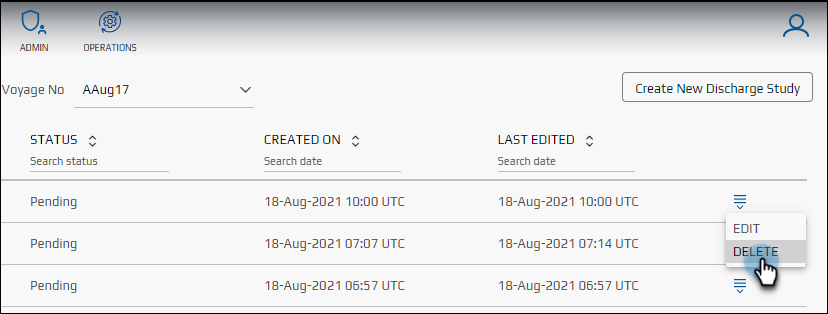 ADMIN OPERATIONS
Voyage No AAug17 Create New Discharge Study
STATUS CREATED ON LAST EDITED
Search status Search date Search date
Pending 18-Aug-2021 10:00 UTC 18-Aug-2021 10:00 UTC
EDIT
Pending 18-Aug-2021 07:07 UTC 18-Aug-2021 07:14 UTC
DELETE
Pending 18-Aug-2021 06:57 UTC 18-Aug-2021 06:57 UTC